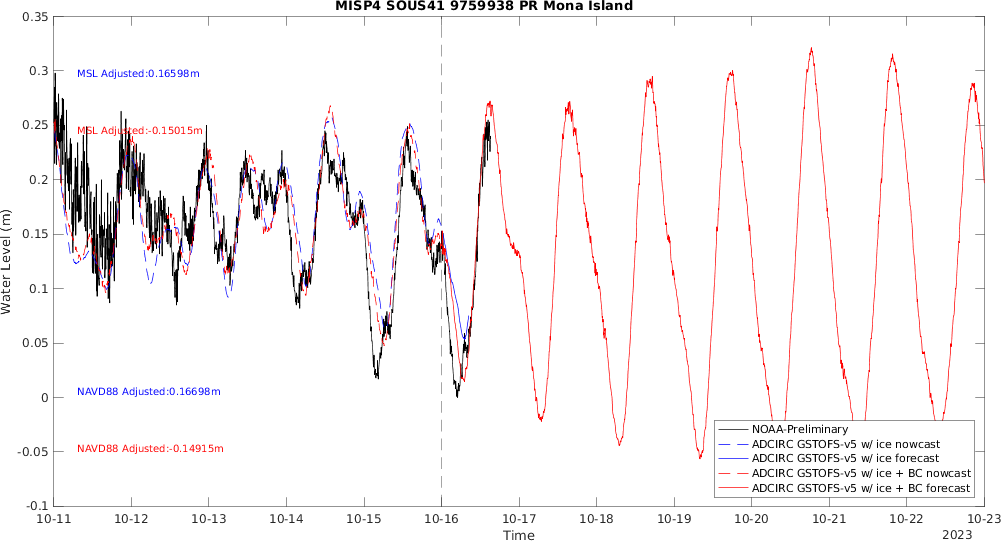 MISP4 SOUS41 9759938 PR Mona Island
0.35
0.3
0.25
0.2
0.15
0.1
0.05
0
-0.05
-0.1
Water Level (m)
MSL Adjusted:0.16598m
MSL Adjusted:-0.15015m
NAVD88 Adjusted:0.16698m
NAVD88 Adjusted:-0.14915m
NOAA-Preliminary
ADCIRC GSTOFS-v5 w/ ice nowcast
ADCIRC GSTOFS-v5 w/ ice forecast
ADCIRC GSTOFS-v5 w/ ice + BC nowcast
ADCIRC GSTOFS-v5 w/ ice + BC forecast
10-11 10-12 10-13 10-14 10-15 10-16 10-17 10-18 10-19 10-20 10-21 10-22 10-23
Time
2023